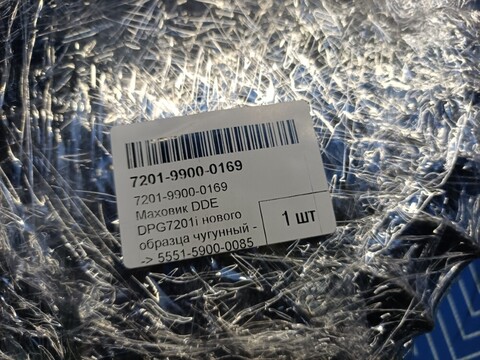 7201-9900-0169
7201-9900-0169
Маховик DDE
DPG7201i нового
образца чугунный -
-> 5551-5900-0085
1 шт